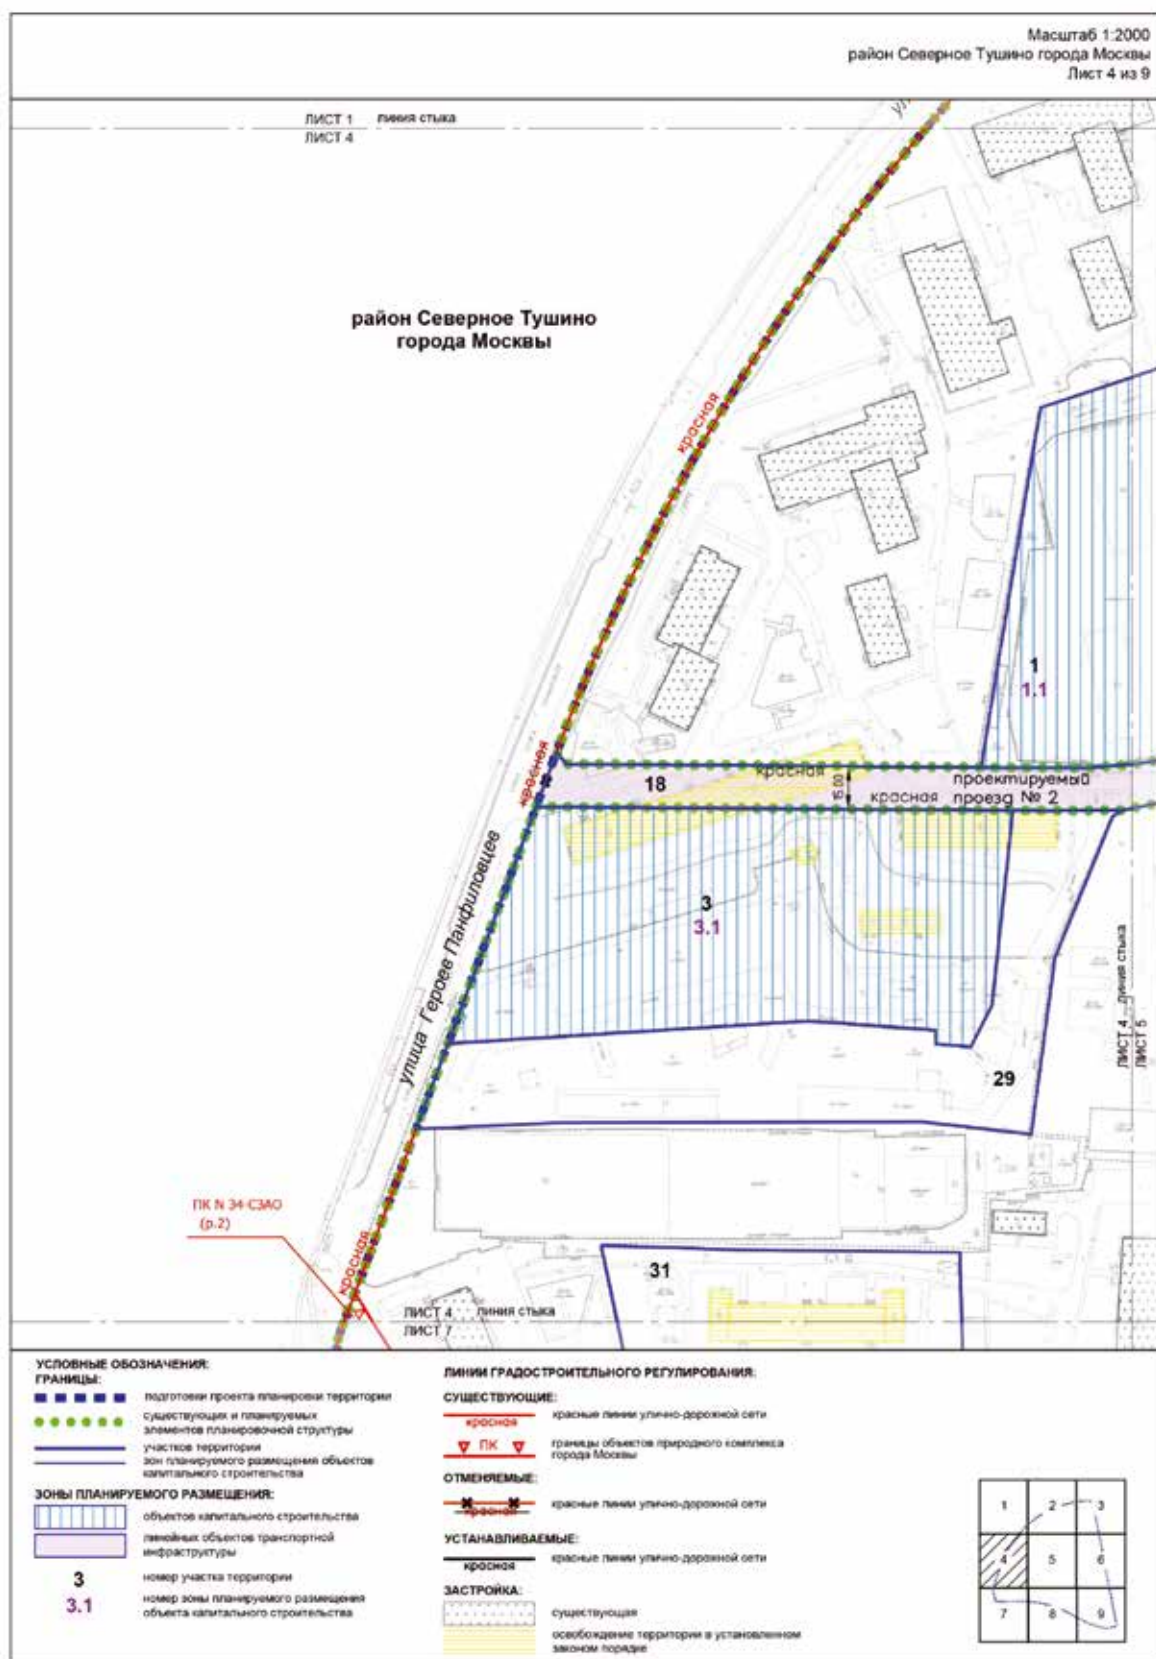 Масштаб 1:2000
район Северное Тушино города Москвы
Лист 4 из 9
ЛИСТ 1 линия стыка
ЛИСТ 4
район Северное Тушино
города Москвы
красная
1
1.1
красная
18
красная
15.00
проектируемый
красная проезд № 2
улица Героев Панфиловцев
3
3.1
ЛИСТ 4 линия стыка
ЛИСТ 5
29
ПК N 34-СЗАО
(р.2)
красная
31
ЛИСТ 4 линия стыка
ЛИСТ 7
УСЛОВНЫЕ ОБОЗНАЧЕНИЯ:
ГРАНИЦЫ:
подготовки проекта планировки территории
существующих и планируемых
элементов планировочной структуры
участков территории
зон планируемого размещения объектов
капитального строительства
ЗОНЫ ПЛАНИРУЕМОГО РАЗМЕЩЕНИЯ:
объектов капитального строительства
линейных объектов транспортной
инфраструктуры
3 номер участка территории
3.1 номер зоны планируемого размещения
объекта капитального строительства
ЛИНИИ ГРАДОСТРОИТЕЛЬНОГО РЕГУЛИРОВАНИЯ:
СУЩЕСТВУЮЩИЕ:
красная красные линии улично-дорожной сети
ПК границы объектов природного комплекса
города Москвы
ОТМЕНЯЕМЫЕ:
красная красные линии улично-дорожной сети
УСТАНАВЛИВАЕМЫЕ:
красная красные линии улично-дорожной сети
ЗАСТРОЙКА:
существующая
освобождение территории в установленном
законом порядке
1 2 3
4 5 6
7 8 9